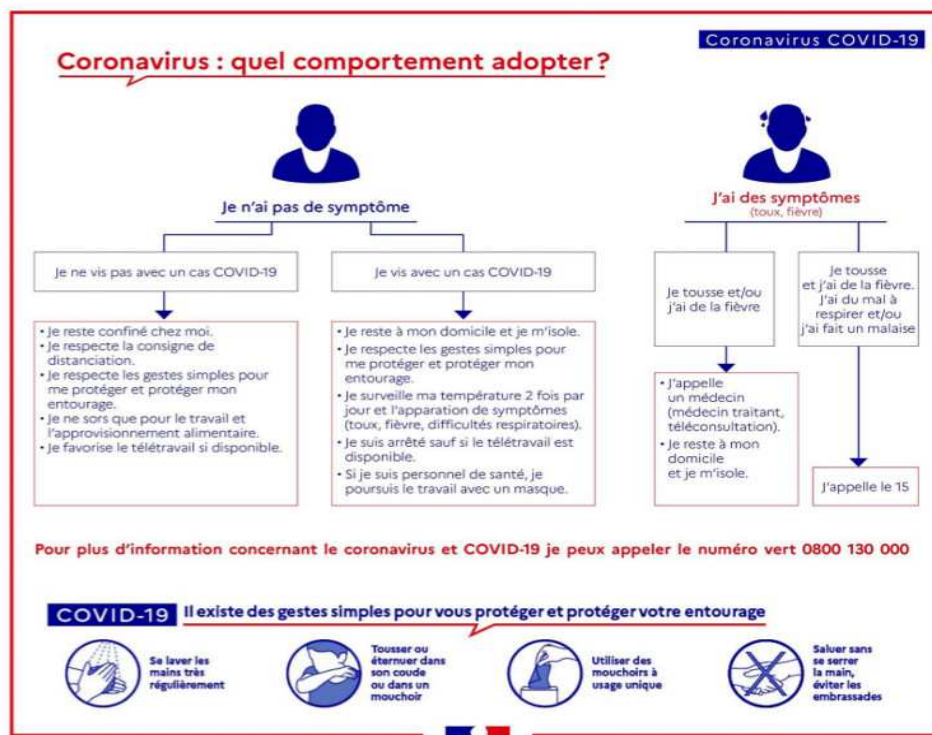 Coronavirus COVID-19
Coronavirus : quel comportement adopter ?
Je n'ai pas de symptôme
Je ne vis pas avec un cas COVID-19
• Je reste confiné chez moi.
• Je respecte la consigne de
distanciation.
• Je respecte les gestes simples pour
me protéger et protéger mon
entourage.
• Je ne sors que pour le travail et
l'approvisionnement alimentaire.
• Je favorise le télétravail si disponible.
Je vis avec un cas COVID-19
• Je reste à mon domicile et je m'isole.
• Je respecte les gestes simples pour
me protéger et protéger mon
entourage.
• Je surveille ma température 2 fois par
jour et l'apparation de symptômes
(toux, fièvre, difficultés respiratoires).
• Je suis arrêté sauf si le télétravail est
disponible.
• Si je suis personnel de santé, je
poursuis le travail avec un masque.
J'ai des symptômes
(toux, fièvre)
Je tousse et/ou
j'ai de la fièvre
• J'appelle
un médecin
(médecin traitant,
téléconsultation).
• Je reste à mon
domicile
et je m'isole.
Je tousse
et j'ai de la fièvre.
J'ai du mal à
respirer et/ou
j'ai fait un malaise
J'appelle le 15
Pour plus d'information concernant le coronavirus et COVID-19 je peux appeler le numéro vert 0800 130 000
COVID-19 Il existe des gestes simples pour vous protéger et protéger votre entourage
Se laver les
mains très
régulièrement
Tousser ou
éternuer dans
son coude
ou dans un
mouchoir
Utiliser des
mouchoirs à
usage unique
Saluer sans
se serrer
la main,
éviter les
embrassades